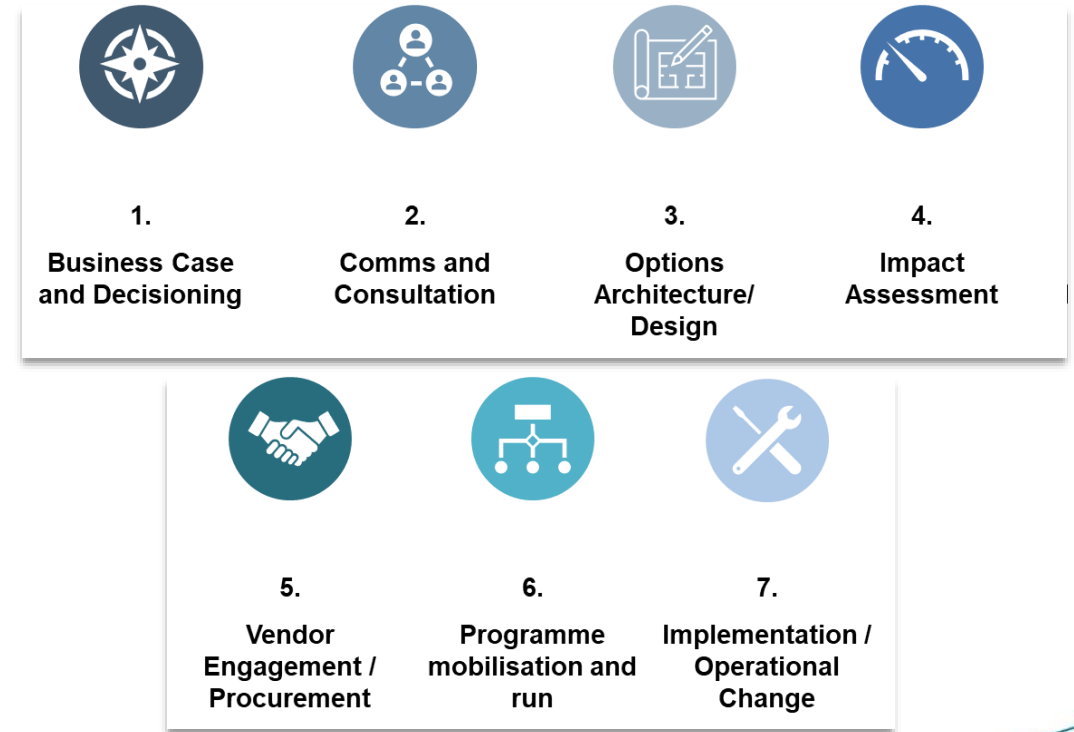 1.
Business Case
and Decisioning
2.
Comms and
Consultation
3.
Options
Architecture/
Design
4.
Impact
Assessment
5.
Vendor
Engagement /
Procurement
6.
Programme
mobilisation and
run
7.
Implementation /
Operational
Change